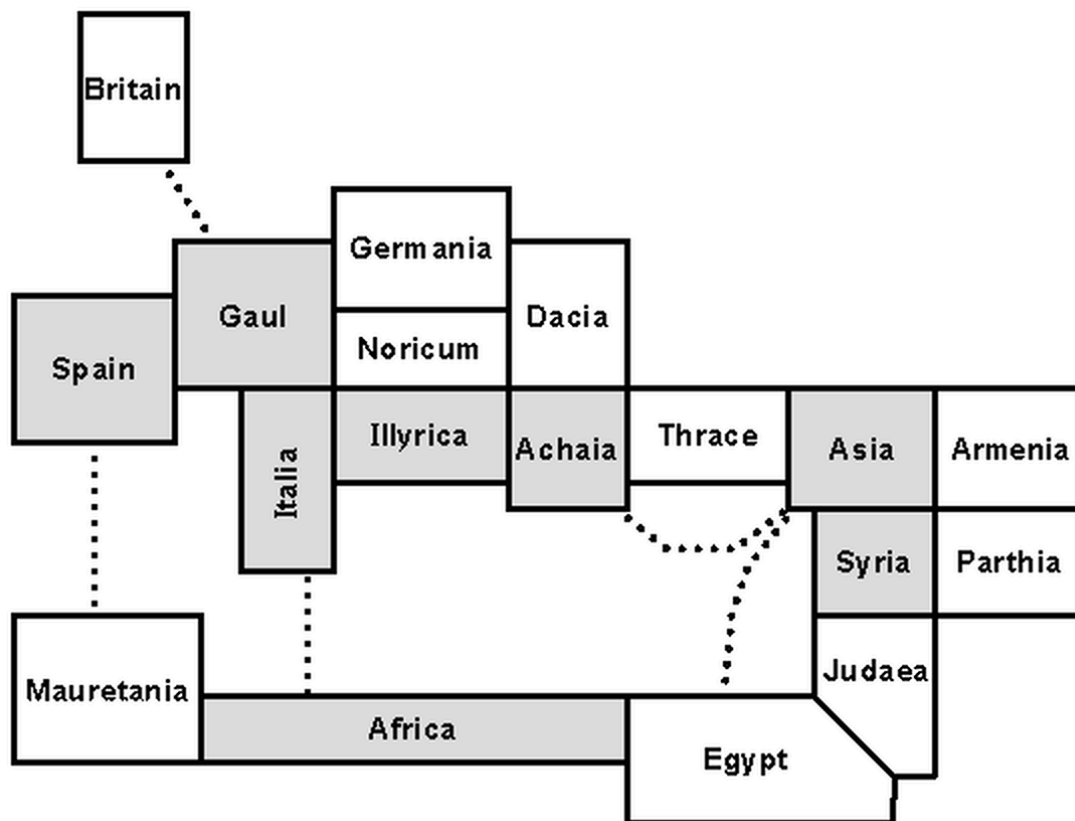 Britain
Germania
Gaul
Dacia
Noricum
Spain
Illyrica
Achaia
Thrace
Asia
Armenia
Italia
Syria
Parthia
Mauretania
Judaea
Africa
Egypt